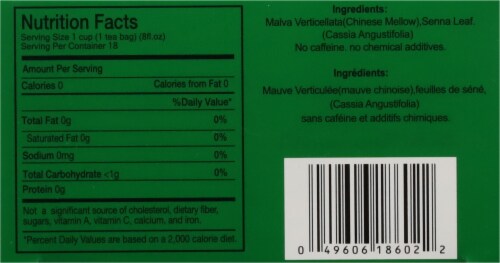 Nutrition Facts
Serving Size 1 cup (1 tea bag) (8fl.oz)
Serving Per Container 18
Amount Per Serving
Calories 0 Calories from Fat 0
%Daily Value*
Total Fat 0g 0%
Saturated Fat 0g 0%
Sodium 0mg 0%
Total Carbohydrate <1g 0%
Protein 0g
Not a significant source of cholesterol, dietary fiber,
sugars, vitamin A, vitamin C, calcium, and iron.
*Percent Daily Values are based on a 2,000 calorie diet.
Ingredients:
Malva Verticellata(Chinese Mellow),Senna Leaf.
(Cassia Angustifolia)
No caffeine. no chemical additives.
Ingrédients:
Mauve Verticulée(mauve chinoise),feuilles de séné,
(Cassia Angustifolia)
sans caféine et additifs chimiques.
0 49606 18602 2